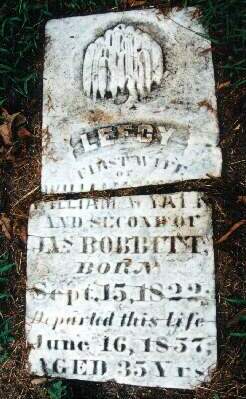 LEECY
FIRST WIFE
OF
WILLIAM WYATT
AND SECOND OF
JAS BOBBITT,
BORN
Sept. 15, 1822
Departed this Life
June 16, 1857,
AGED 35 Yrs